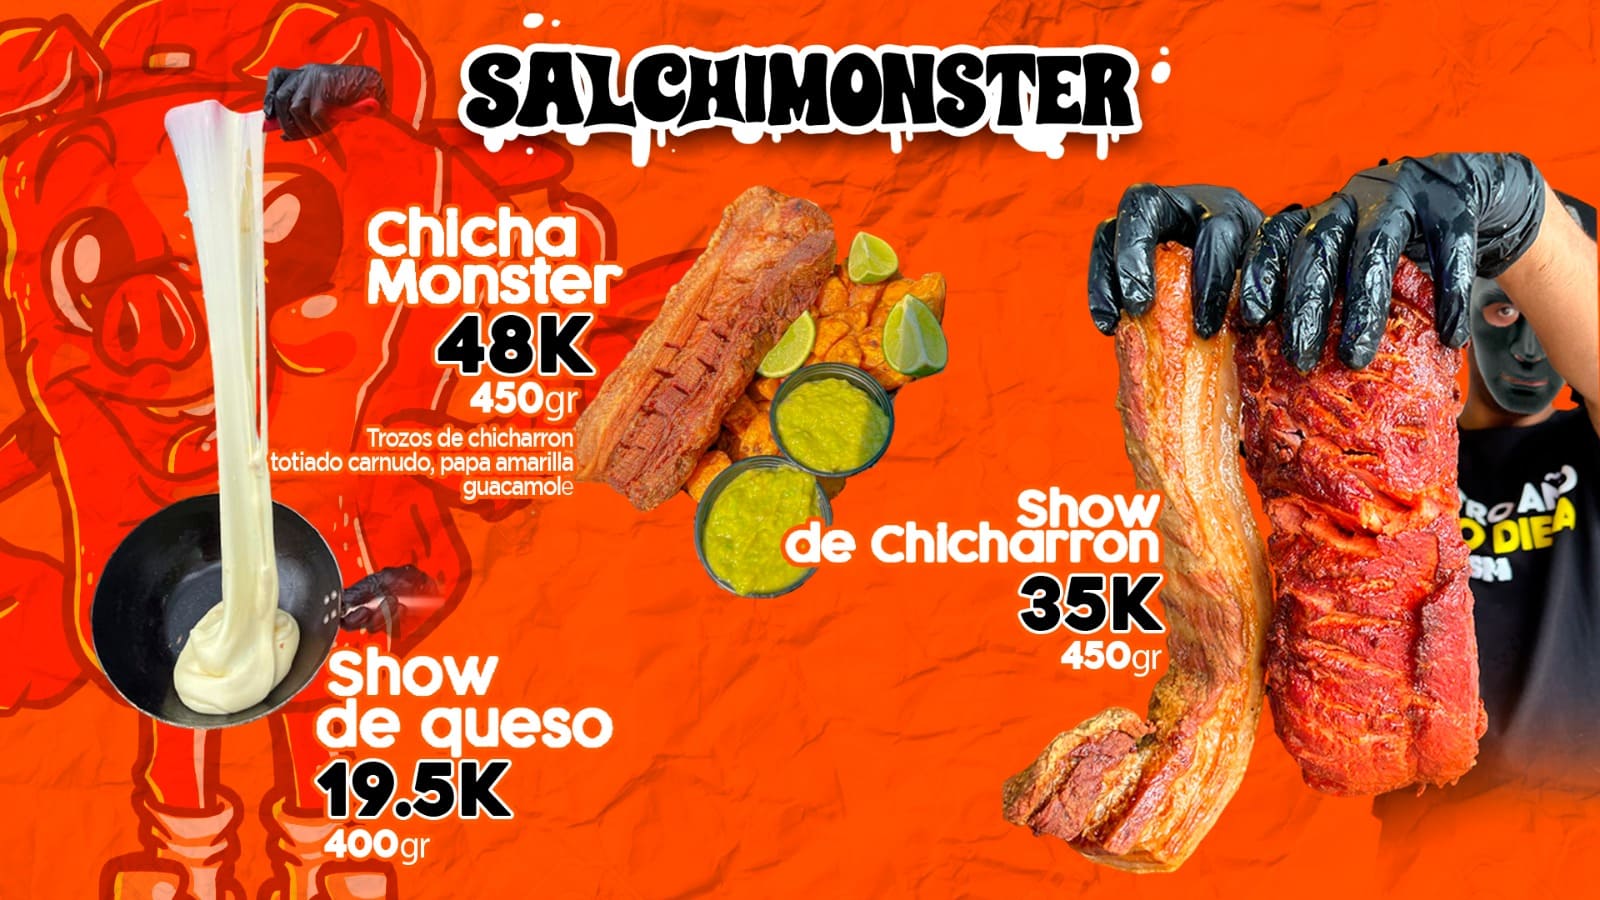 SALCHIMONSTER
Chicha
Monster
48K
450gr
Trozos de chicharron
totiado carnudo, papa amarilla
guacamole
Show
de queso
19.5K
400gr
Show
de Chicharron
35K
450gr